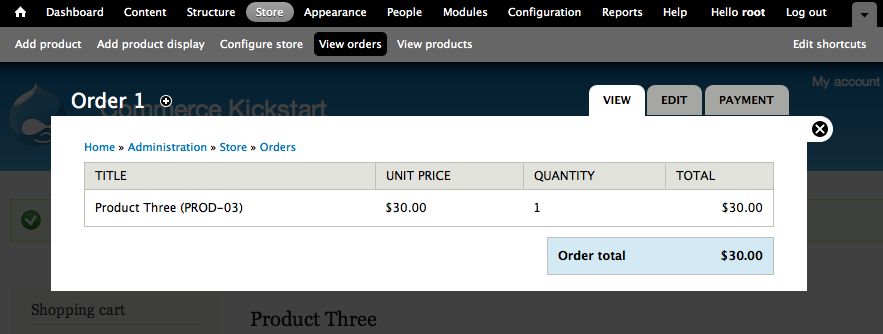 Dashboard Content Structure Store Appearance People Modules Configuration Reports Help Hello root Log out
Add product Add product display Configure store View orders View products Edit shortcuts
My account
Order 1
Commerce Kickstart
VIEW EDIT PAYMENT
Home » Administration » Store » Orders
TITLE UNIT PRICE QUANTITY TOTAL
Product Three (PROD-03) $30.00 1 $30.00
Order total $30.00
Shopping cart
Product Three